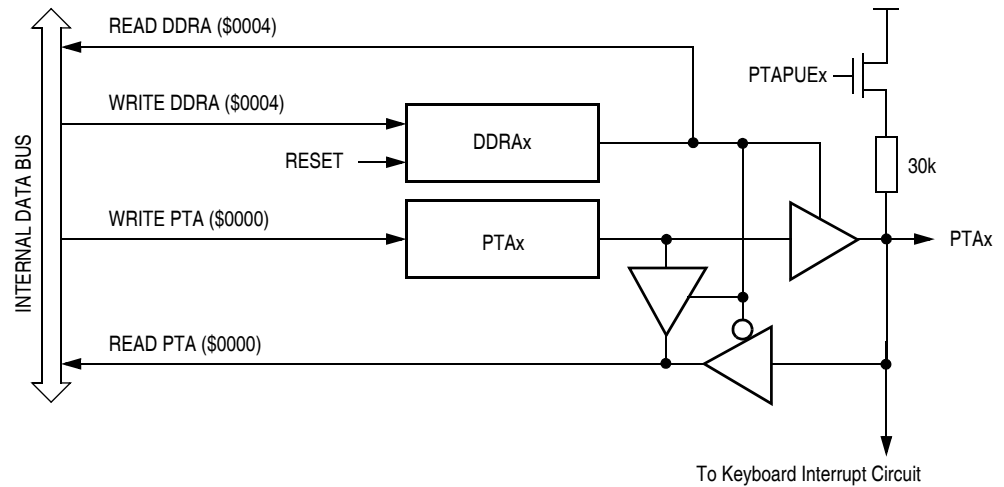 READ DDRA ($0004)
PTAPUEx
WRITE DDRA ($0004)
DDRAx
RESET
30k
INTERNAL DATA BUS
WRITE PTA ($0000)
PTAx
PTAx
READ PTA ($0000)
To Keyboard Interrupt Circuit